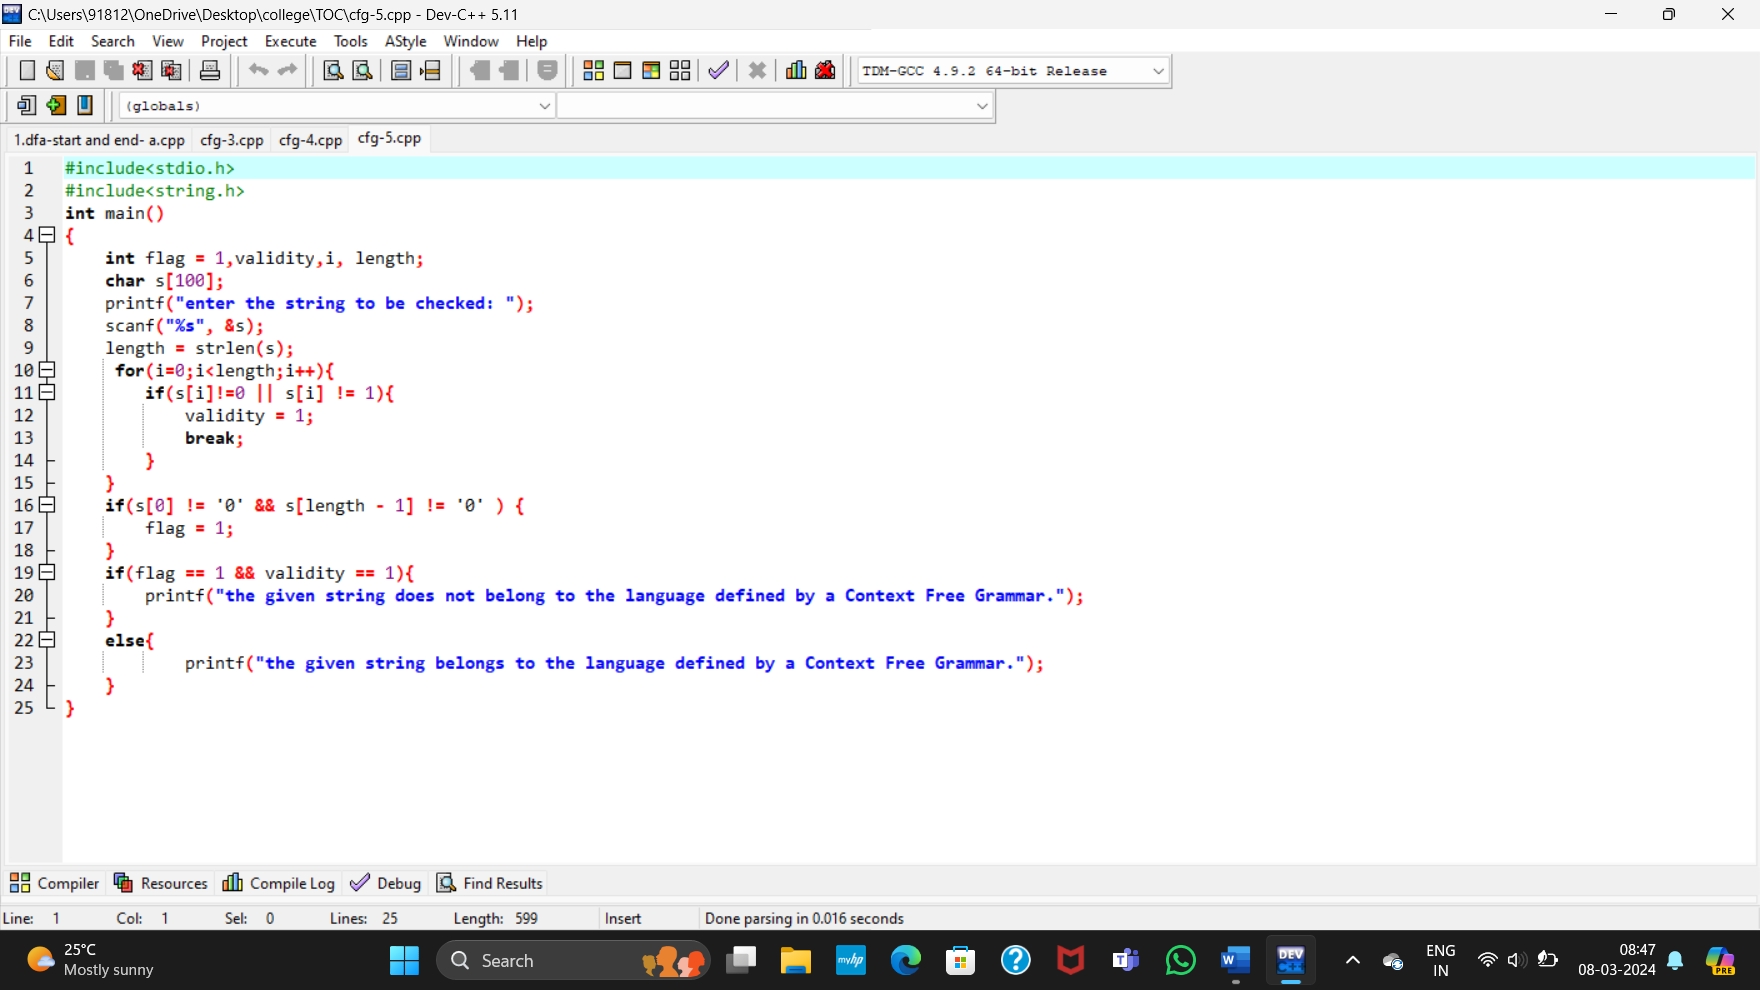 C:\Users\91812\OneDrive\Desktop\college\TOC\cfg-5.cpp - Dev-C++ 5.11
File Edit Search View Project Execute Tools AStyle Window Help
TDM-GCC 4.9.2 64-bit Release
(globals)
1.dfa-start and end- a.cpp cfg-3.cpp cfg-4.cpp cfg-5.cpp
1 #include<stdio.h>
2 #include<string.h>
3 int main()
4 {
5 int flag = 1,validity,i, length;
6 char s[100];
7 printf("enter the string to be checked: ");
8 scanf("%s", &s);
9 length = strlen(s);
10 for(i=0;i<length;i++){
11 if(s[i]!=0 || s[i] != 1){
12 validity = 1;
13 break;
14 }
15 }
16 if(s[0] != '0' && s[length - 1] != '0' ) {
17 flag = 1;
18 }
19 if(flag == 1 && validity == 1){
20 printf("the given string does not belong to the language defined by a Context Free Grammar.");
21 }
22 else{
23 printf("the given string belongs to the language defined by a Context Free Grammar.");
24 }
25 }
Compiler Resources Compile Log Debug Find Results
Line: 1 Col: 1 Sel: 0 Lines: 25 Length: 599 Insert Done parsing in 0.016 seconds
25°C
Mostly sunny
Search
myhp
DEV
C++
ENG
IN
08:47
08-03-2024
PRE